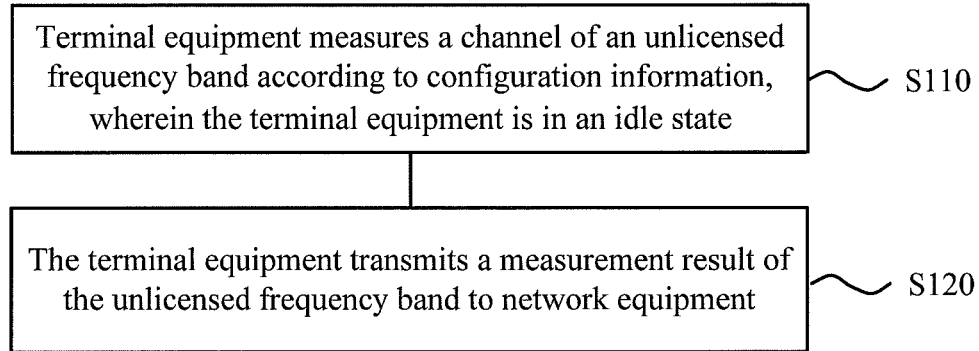 Terminal equipment measures a channel of an unlicensed
frequency band according to configuration information,
wherein the terminal equipment is in an idle state
S110
The terminal equipment transmits a measurement result of
the unlicensed frequency band to network equipment
S120